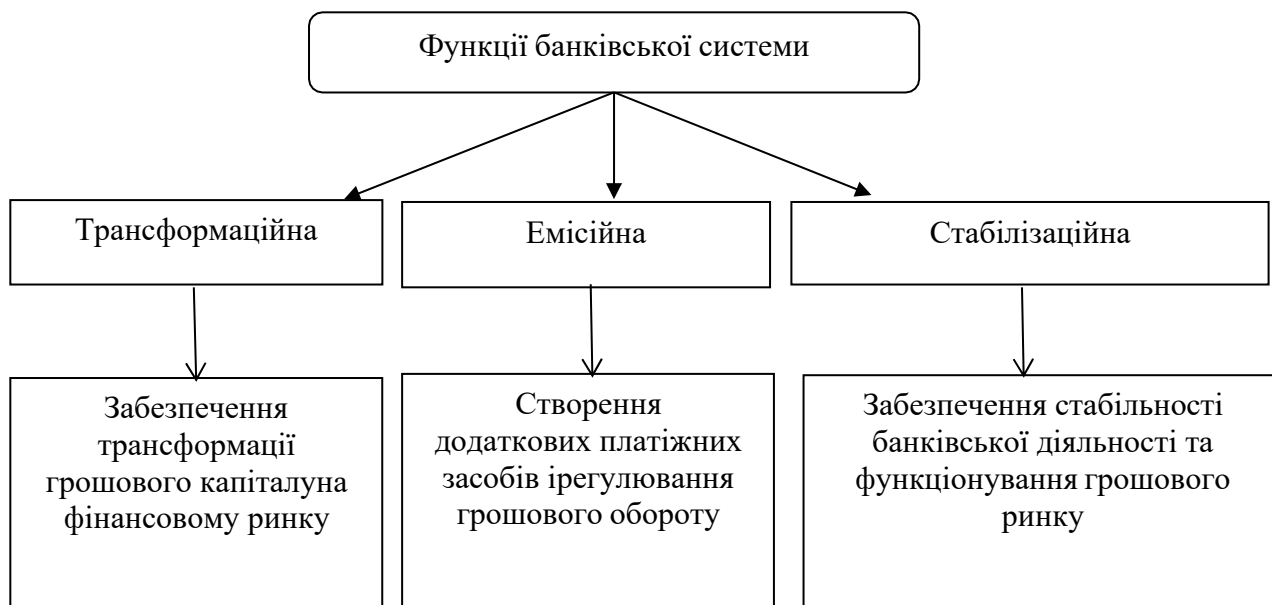 Функції банківської системи
Трансформаційна
Емісійна
Стабілізаційна
Забезпечення
трансформації
грошового капіталуна
фінансовому ринку
Створення
додаткових платіжних
засобів ірегулювання
грошового обороту
Забезпечення стабільності
банківської діяльності та
функціонування грошового
ринку